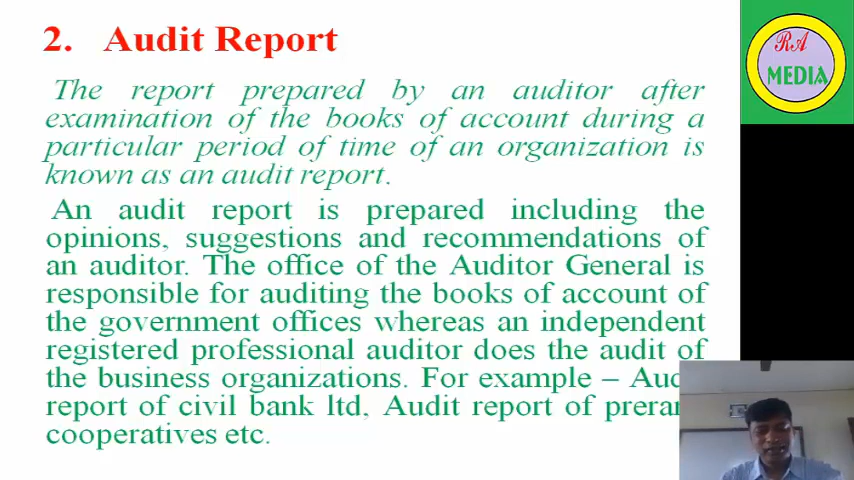 2. Audit Report
RA
MEDIA
The report prepared by an auditor after
examination of the books of account during a
particular period of time of an organization is
known as an audit report.
An audit report is prepared including the
opinions, suggestions and recommendations of
an auditor. The office of the Auditor General is
responsible for auditing the books of account of
the government offices whereas an independent
registered professional auditor does the audit of
the business organizations. For example –
report of civil bank ltd, Audit report of
cooperatives etc.